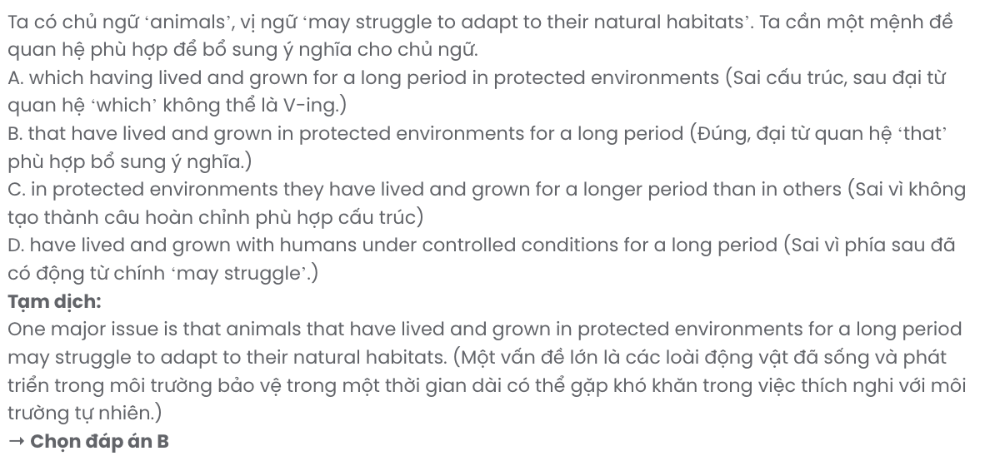 Ta có chủ ngữ ‘animals’, vị ngữ ‘may struggle to adapt to their natural habitats’. Ta cần một mệnh đề
quan hệ phù hợp để bổ sung ý nghĩa cho chủ ngữ.
A. which having lived and grown for a long period in protected environments (Sai cấu trúc, sau đại từ
quan hệ ‘which’ không thể là V-ing.)
B. that have lived and grown in protected environments for a long period (Đúng, đại từ quan hệ ‘that’
phù hợp bổ sung ý nghĩa.)
C. in protected environments they have lived and grown for a longer period than in others (Sai vì không
tạo thành câu hoàn chỉnh phù hợp cấu trúc)
D. have lived and grown with humans under controlled conditions for a long period (Sai vì phía sau đã
có động từ chính ‘may struggle’.)
Tạm dịch:
One major issue is that animals that have lived and grown in protected environments for a long period
may struggle to adapt to their natural habitats. (Một vấn đề lớn là các loài động vật đã sống và phát
triển trong môi trường bảo vệ trong một thời gian dài có thể gặp khó khăn trong việc thích nghi với môi
trường tự nhiên.)
→ Chọn đáp án B